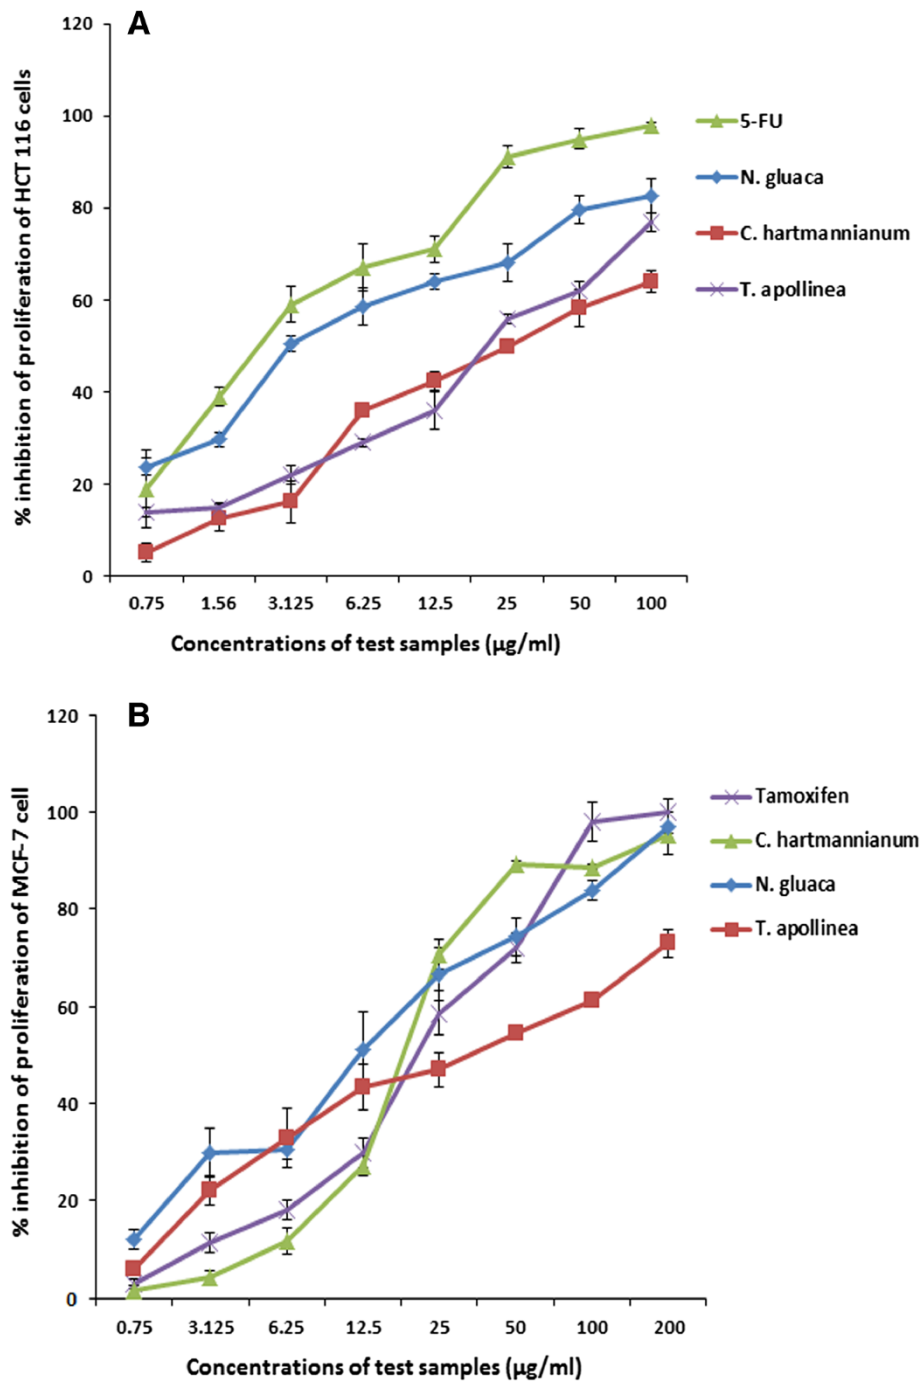 A
% inhibition of proliferation of HCT 116 cells
120
100
80
60
40
20
0
0.75 1.56 3.125 6.25 12.5 25 50 100
Concentrations of test samples (µg/ml)
5-FU
N. gluaca
C. hartmannianum
T. apollinea
B
% inhibition of proliferation of MCF-7 cell
120
100
80
60
40
20
0
0.75 3.125 6.25 12.5 25 50 100 200
Concentrations of test samples (µg/ml)
Tamoxifen
C. hartmannianum
N. gluaca
T. apollinea